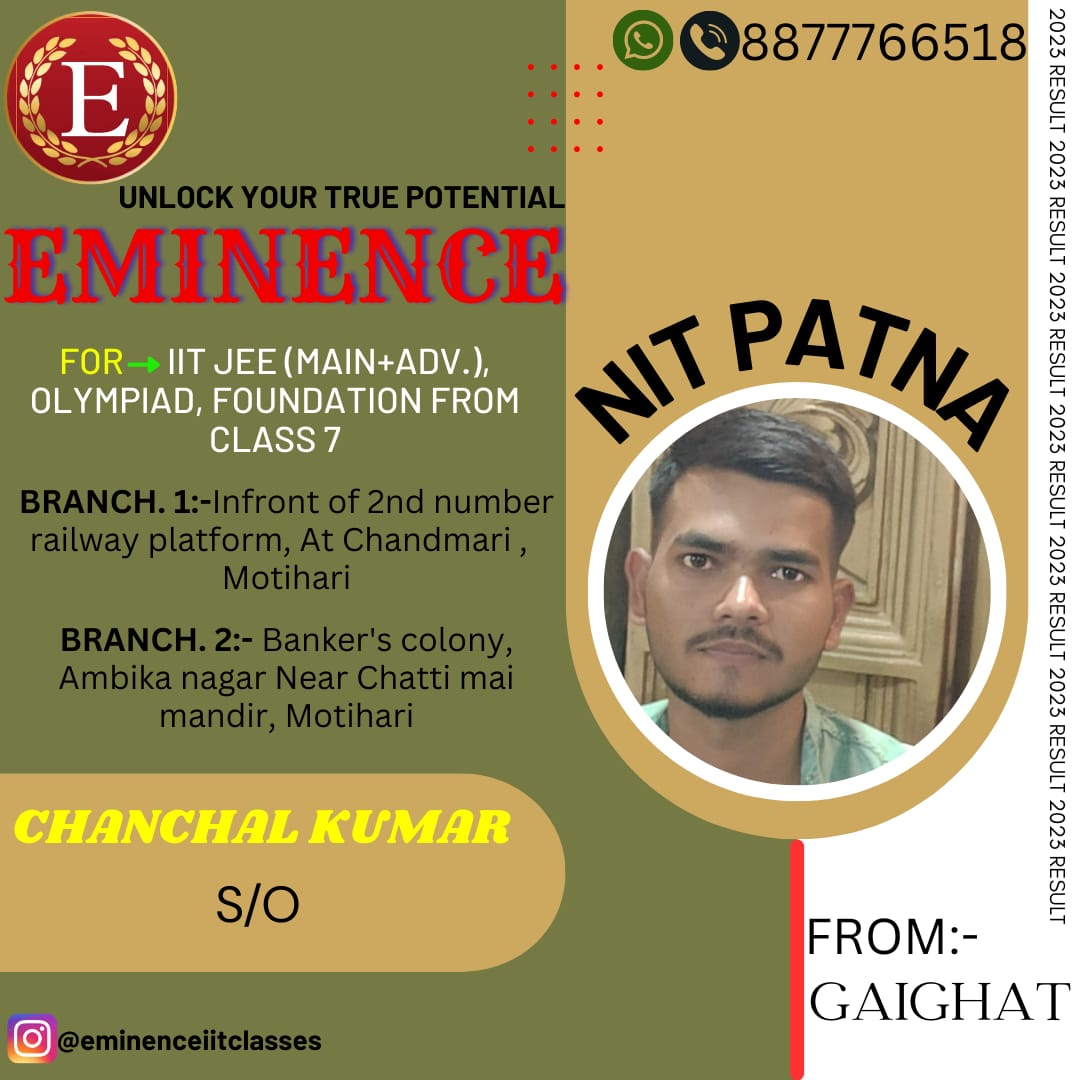 E
8877766518
UNLOCK YOUR TRUE POTENTIAL
EMINENCE
FOR→ IIT JEE (MAIN+ADV.),
OLYMPIAD, FOUNDATION FROM
CLASS 7
BRANCH. 1:-Infront of 2nd number
railway platform, At Chandmari ,
Motihari
BRANCH. 2:- Banker's colony,
Ambika nagar Near Chatti mai
mandir, Motihari
NIT PATNA
CHANCHAL KUMAR
S/O
FROM:-
GAIGHAT
@eminenceiitclasses
2023 RESULT 2023 RESULT 2023 RESULT 2023 RESULT 2023 RESULT 2023 RESULT 2023 RESULT